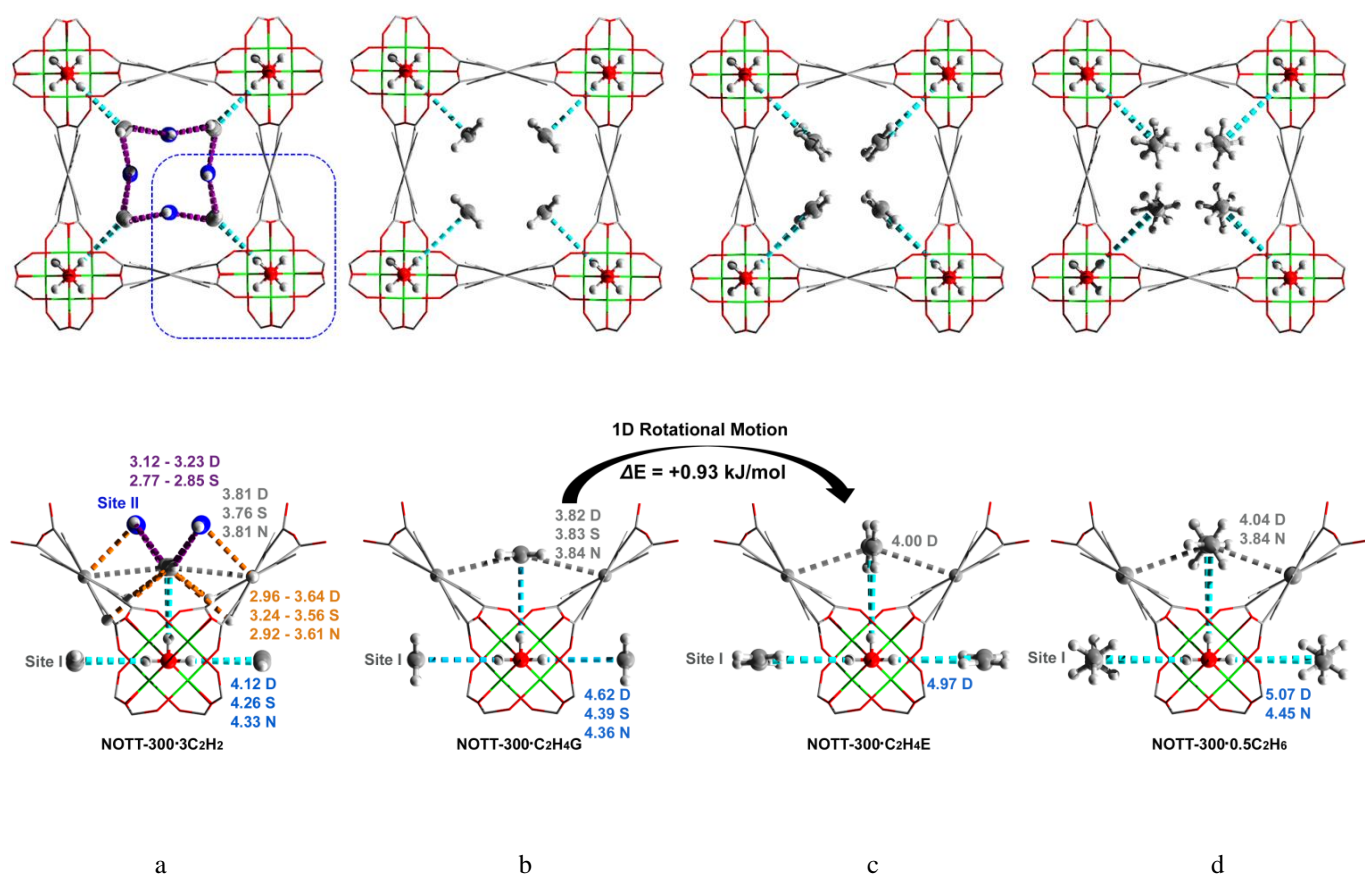 1D Rotational Motion
ΔE = +0.93 kJ/mol
3.12 - 3.23 D
2.77 - 2.85 S
Site II
3.81 D
3.76 S
3.81 N
2.96 - 3.64 D
3.24 - 3.56 S
2.92 - 3.61 N
Site I
4.12 D
4.26 S
4.33 N
NOTT-300·3C2H2
3.82 D
3.83 S
3.84 N
Site I
4.62 D
4.39 S
4.36 N
NOTT-300·C2H4G
4.00 D
Site I
4.97 D
NOTT-300·C2H4E
4.04 D
3.84 N
Site I
5.07 D
4.45 N
NOTT-300·0.5C2H6
a b c d